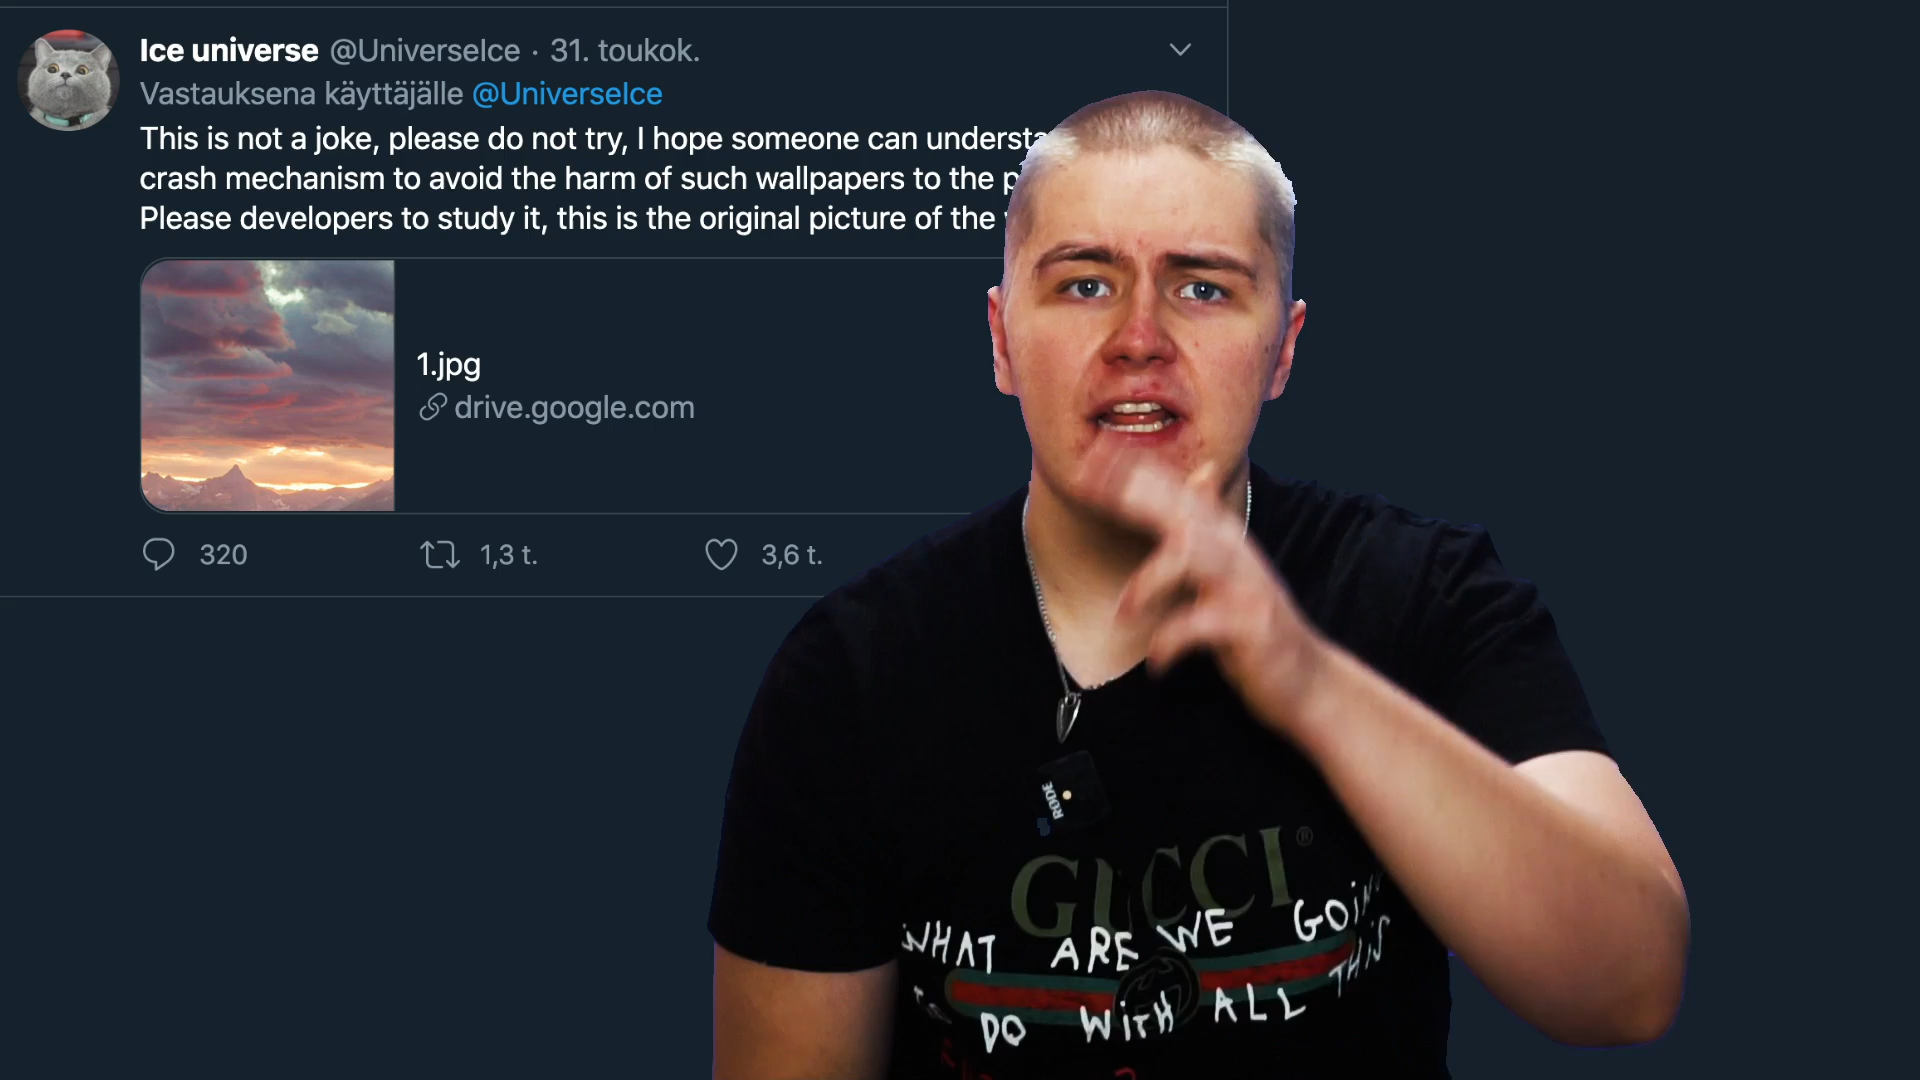 Ice universe @UniverseIce · 31. toukok.
Vastauksena käyttäjälle @UniverseIce
This is not a joke, please do not try, I hope someone can
crash mechanism to avoid the harm of such wallpapers to the
Please developers to study it, this is the original picture of the
1.jpg
drive.google.com
320 1,3 t. 3,6 t.
RODE
GUCCI®
WHAT ARE WE
DO WiTH ALL THiS